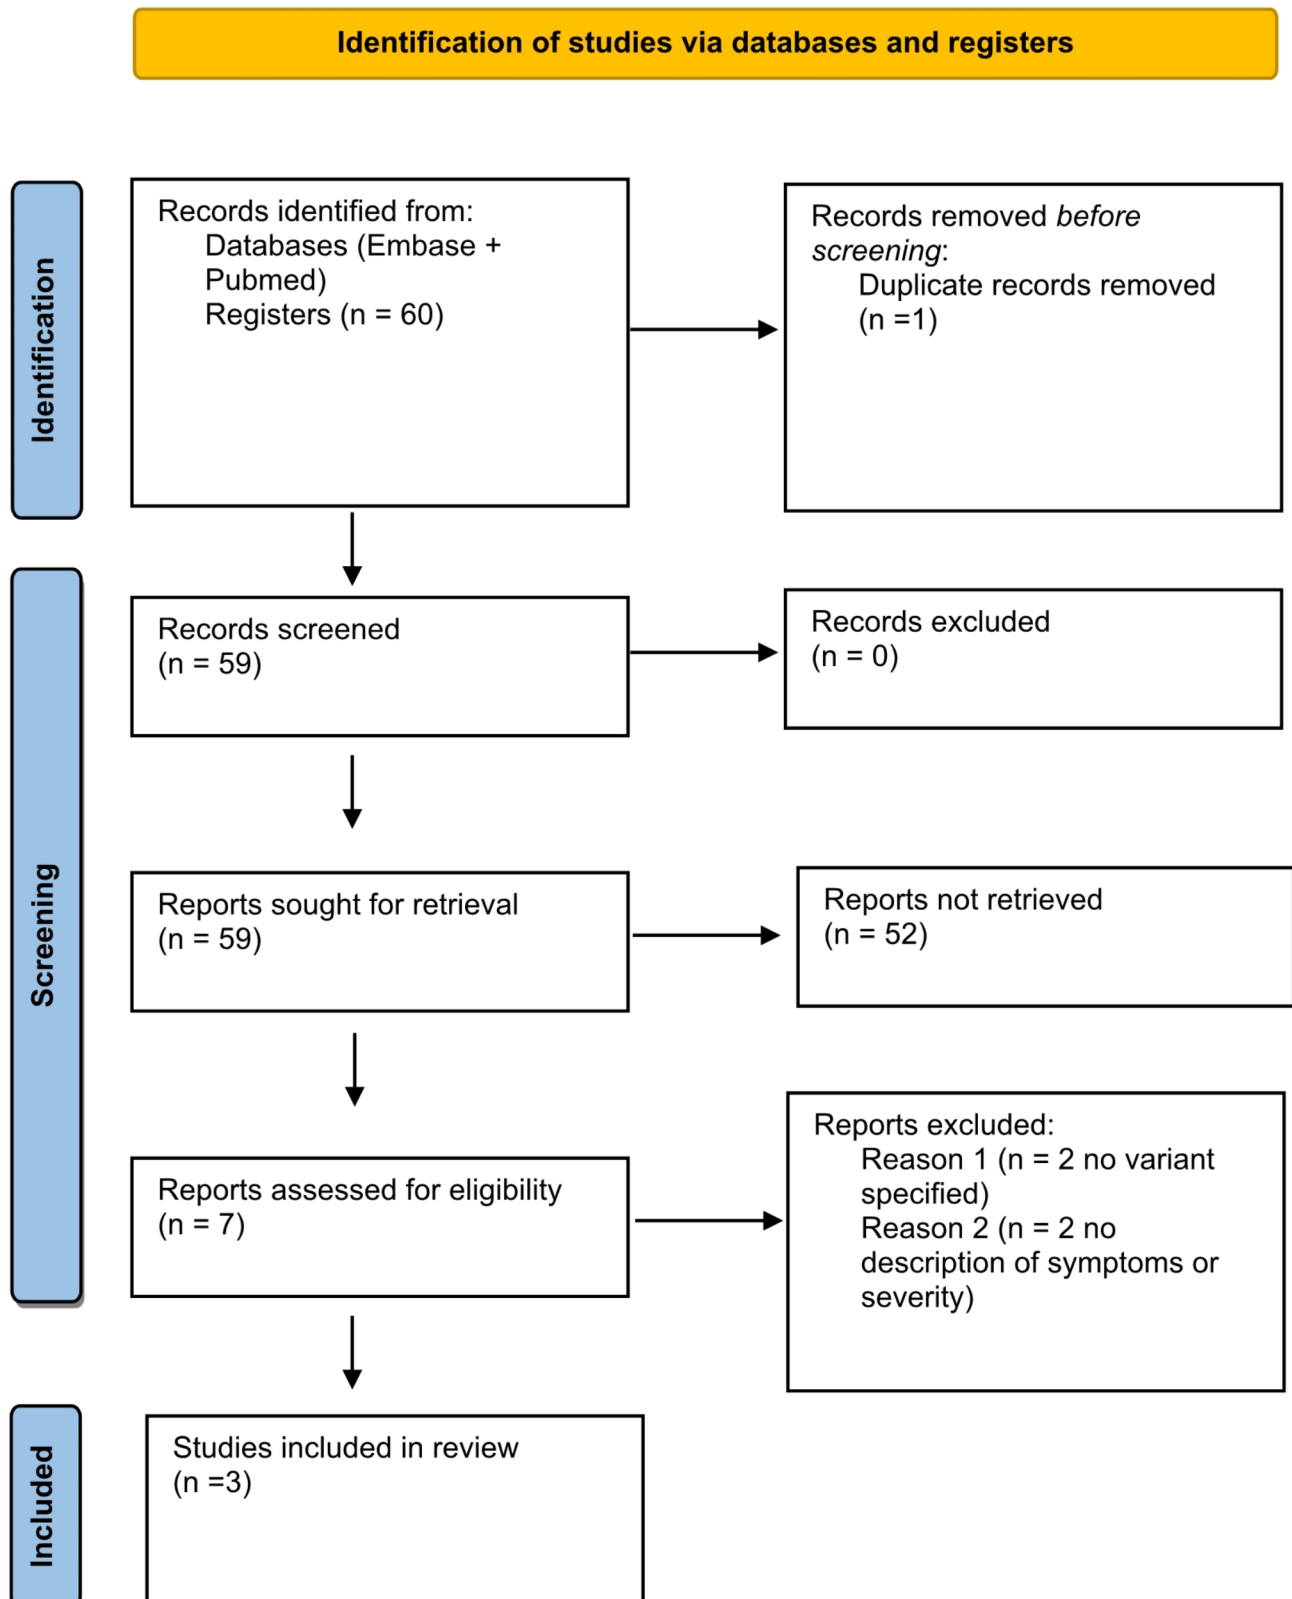 Identification of studies via databases and registers
Identification
Records identified from:
Databases (Embase +
Pubmed)
Registers (n = 60)
Records removed before
screening:
Duplicate records removed
(n =1)
Screening
Records screened
(n = 59)
Records excluded
(n = 0)
Reports sought for retrieval
(n = 59)
Reports not retrieved
(n = 52)
Reports assessed for eligibility
(n = 7)
Reports excluded:
Reason 1 (n = 2 no variant
specified)
Reason 2 (n = 2 no
description of symptoms or
severity)
Included
Studies included in review
(n =3)